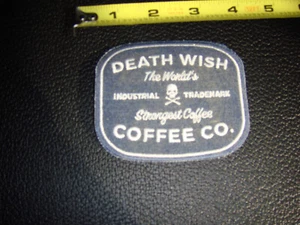 1 2 3 4 5
DEATH WISH
The World's
INDUSTRIAL TRADEMARK
Strongest Coffee
COFFEE CO.